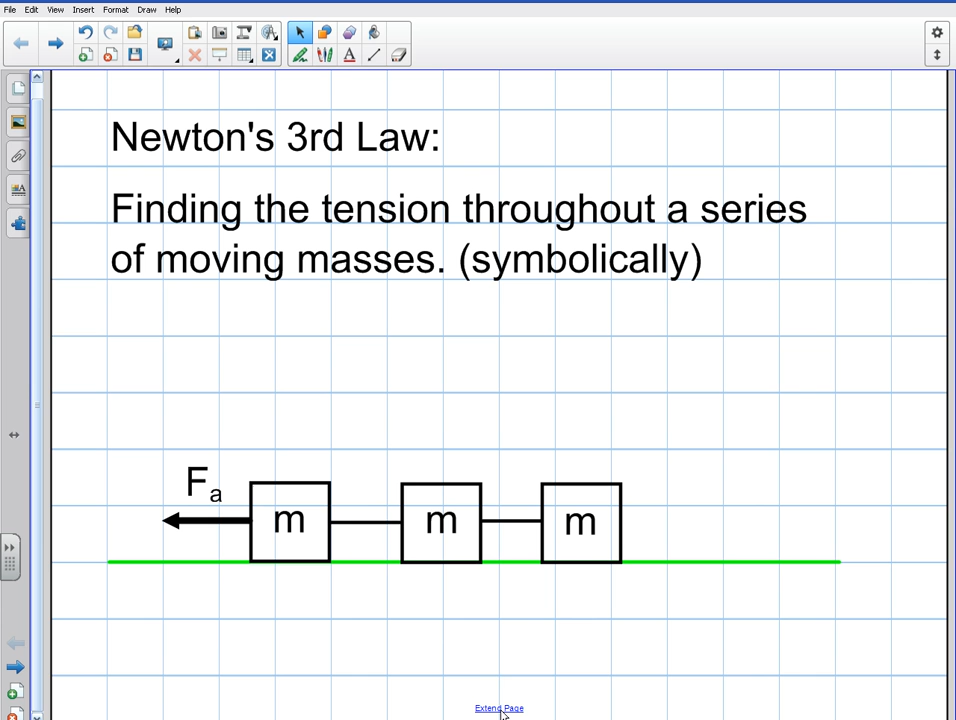 File Edit View Insert Format Draw Help
Newton's 3rd Law:
Finding the tension throughout a series
of moving masses. (symbolically)
Fa
m m m
Extend Page